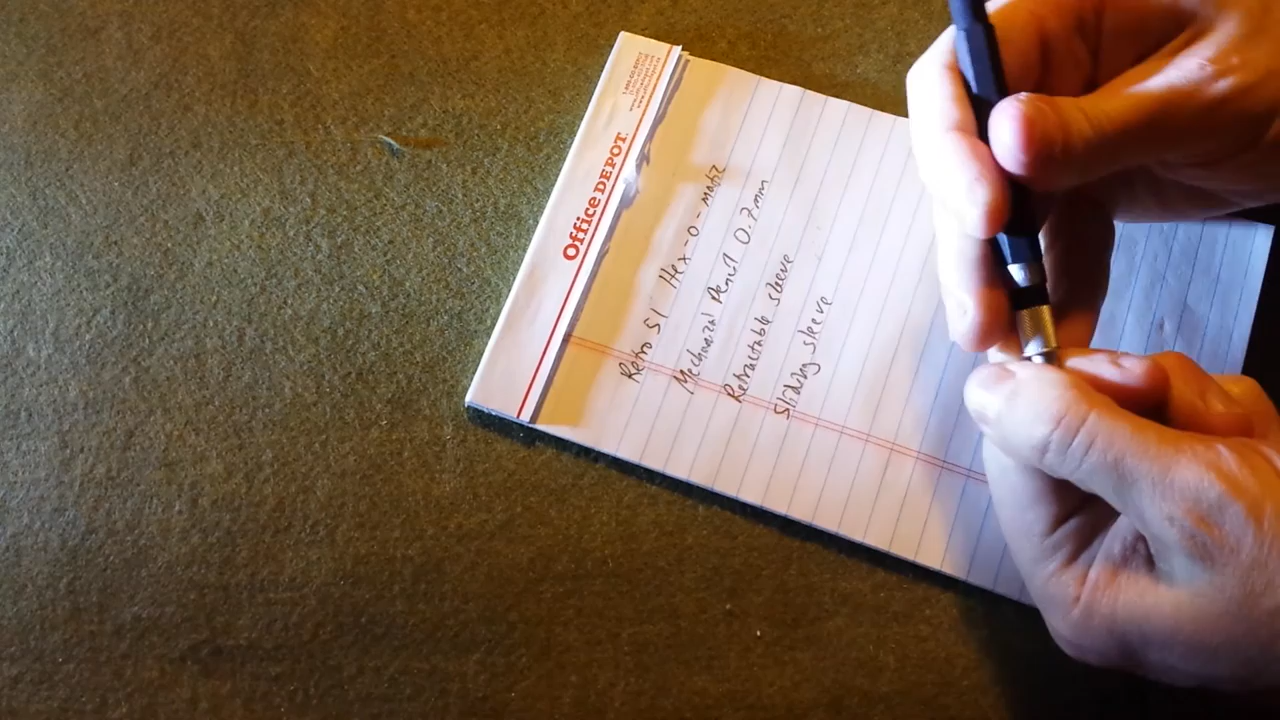 Office DEPOT.
Retro 51 Hex-o-matic
Mechanical Pencil 0.7mm
Retractable sleeve
Sliding sleeve